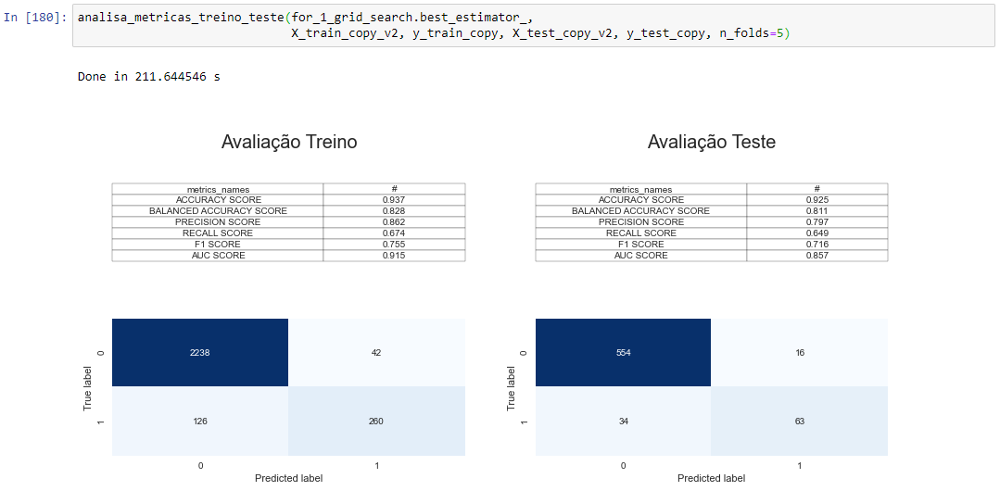 In [180]: analisa_metricas_treino_teste(for_1_grid_search.best_estimator_,
X_train_copy_v2, y_train_copy, X_test_copy_v2, y_test_copy, n_folds=5)
Done in 211.644546 s
Avaliação Treino
metrics_names #
ACCURACY SCORE 0.937
BALANCED ACCURACY SCORE 0.828
PRECISION SCORE 0.862
RECALL SCORE 0.674
F1 SCORE 0.755
AUC SCORE 0.915
True label
0 2238 42
1 126 260
0 1
Predicted label
Avaliação Teste
metrics_names #
ACCURACY SCORE 0.925
BALANCED ACCURACY SCORE 0.811
PRECISION SCORE 0.797
RECALL SCORE 0.649
F1 SCORE 0.716
AUC SCORE 0.857
True label
0 554 16
1 34 63
0 1
Predicted label